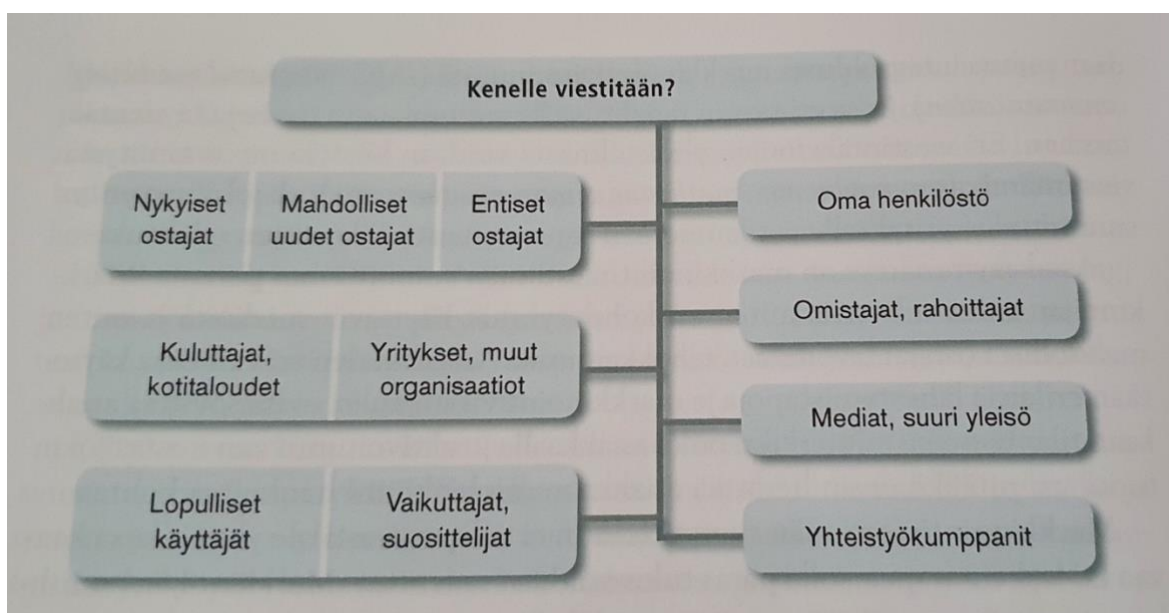 Kenelle viestitään?
Nykyiset
ostajat
Mahdolliset
uudet ostajat
Entiset
ostajat
Kuluttajat,
kotitaloudet
Yritykset, muut
organisaatiot
Lopulliset
käyttäjät
Vaikuttajat,
suosittelijat
Oma henkilöstö
Omistajat, rahoittajat
Mediat, suuri yleisö
Yhteistyökumppanit